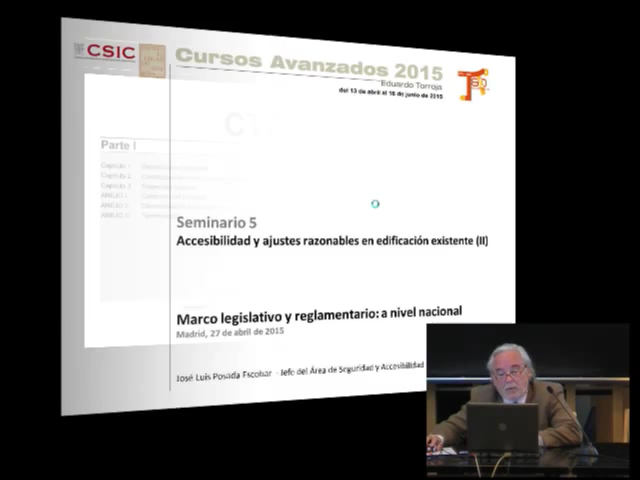 CSIC
Cursos Avanzados 2015
Eduardo Torroja
del 13 de abril al 16 de junio de 2015
Parte I
Seminario 5
Accesibilidad y ajustes razonables en edificación existente (II)
Marco legislativo y reglamentario: a nivel nacional
Madrid, 27 de abril de 2015
José Luis Posada Escobar - Jefe del Área de Seguridad y Accesibilidad